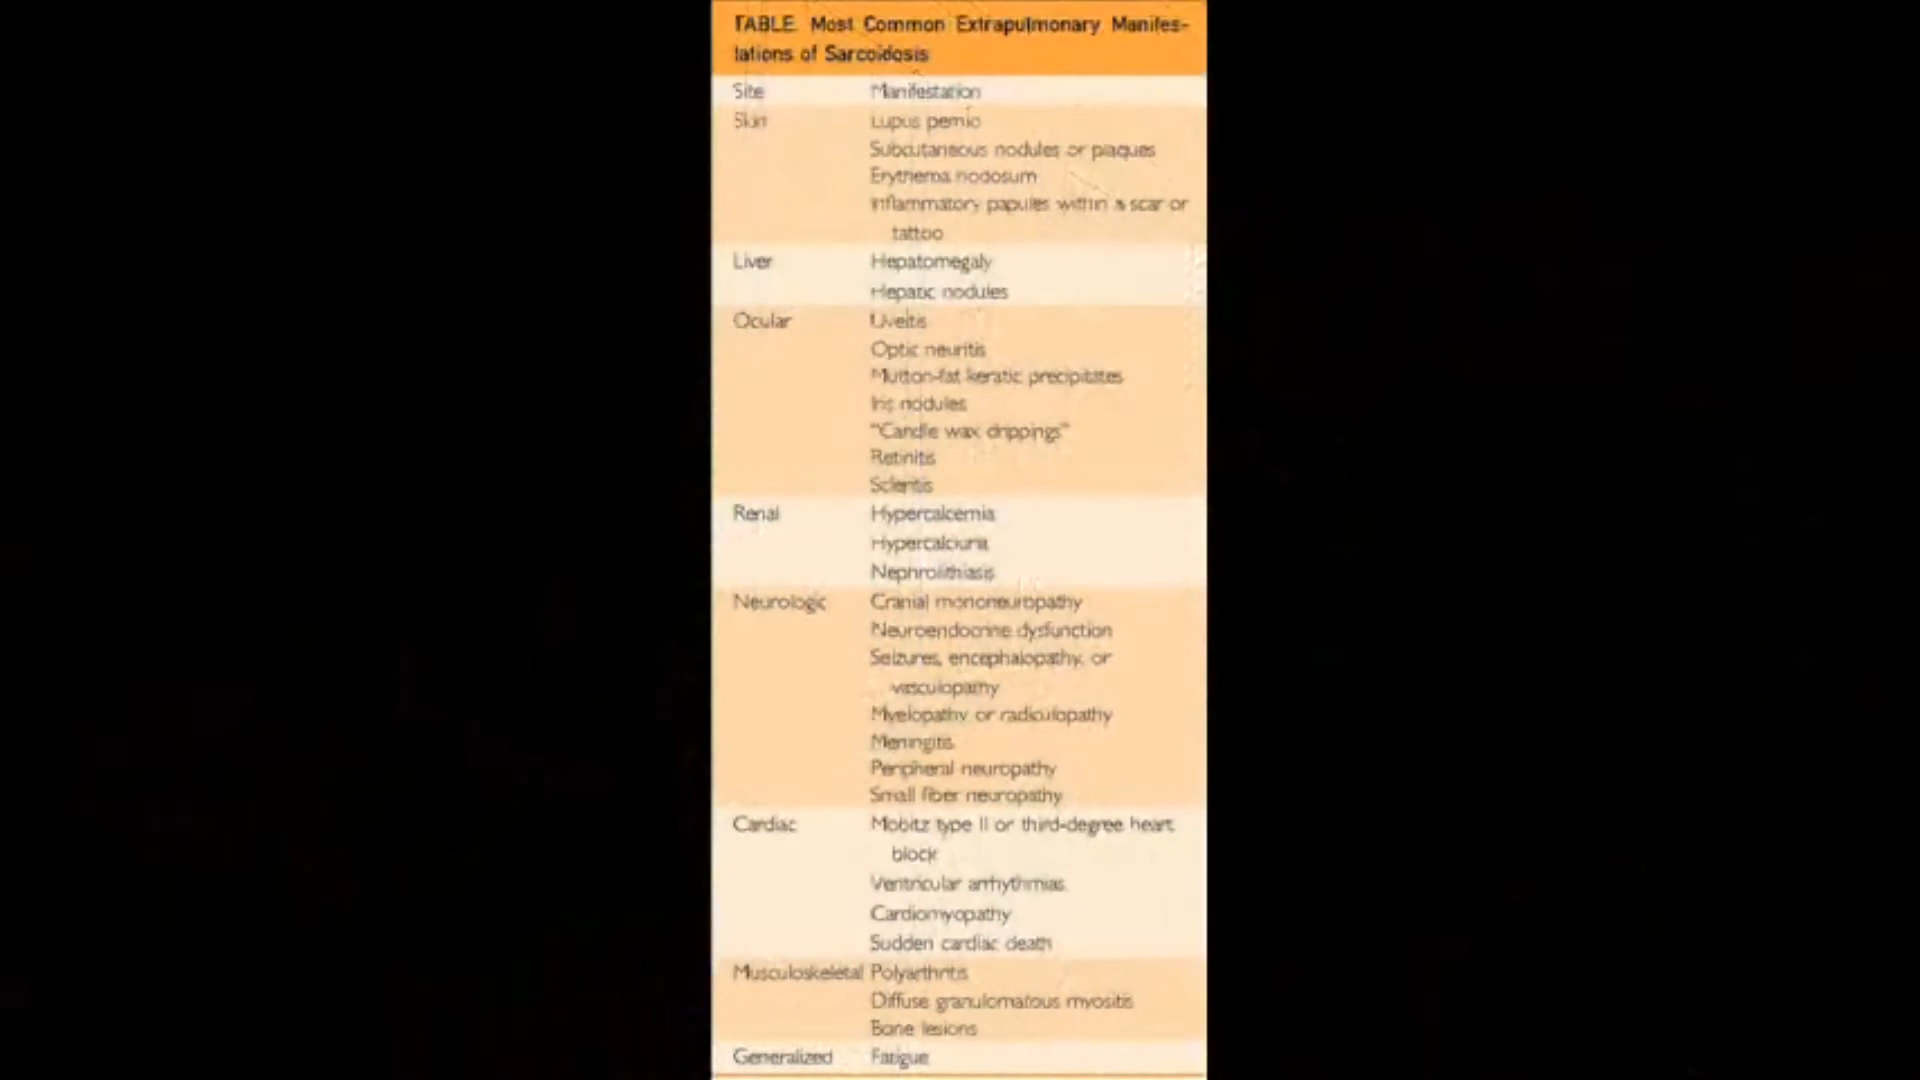 TABLE. Most Common Extrapulmonary Manifes-
tations of Sarcoidosis
Site Manifestation
Skin Lupus pernio
Subcutaneous nodules or plaques
Erythema nodosum
Inflammatory papules within a scar or
tattoo
Liver Hepatomegaly
Hepatic nodules
Ocular Uveitis
Optic neuritis
Mutton-fat keratic precipitates
Iris nodules
"Candle wax drippings"
Retinitis
Scleritis
Renal Hypercalcemia
Hypercalciuria
Nephrolithiasis
Neurologic Cranial mononeuropathy
Neuroendocrine dysfunction
Seizures, encephalopathy, or
vasculopathy
Myelopathy or radiculopathy
Meningitis
Peripheral neuropathy
Small fiber neuropathy
Cardiac Mobitz type II or third-degree heart
block
Ventricular arrhythmias
Cardiomyopathy
Sudden cardiac death
Musculoskeletal Polyarthritis
Diffuse granulomatous myositis
Bone lesions
Generalized Fatigue